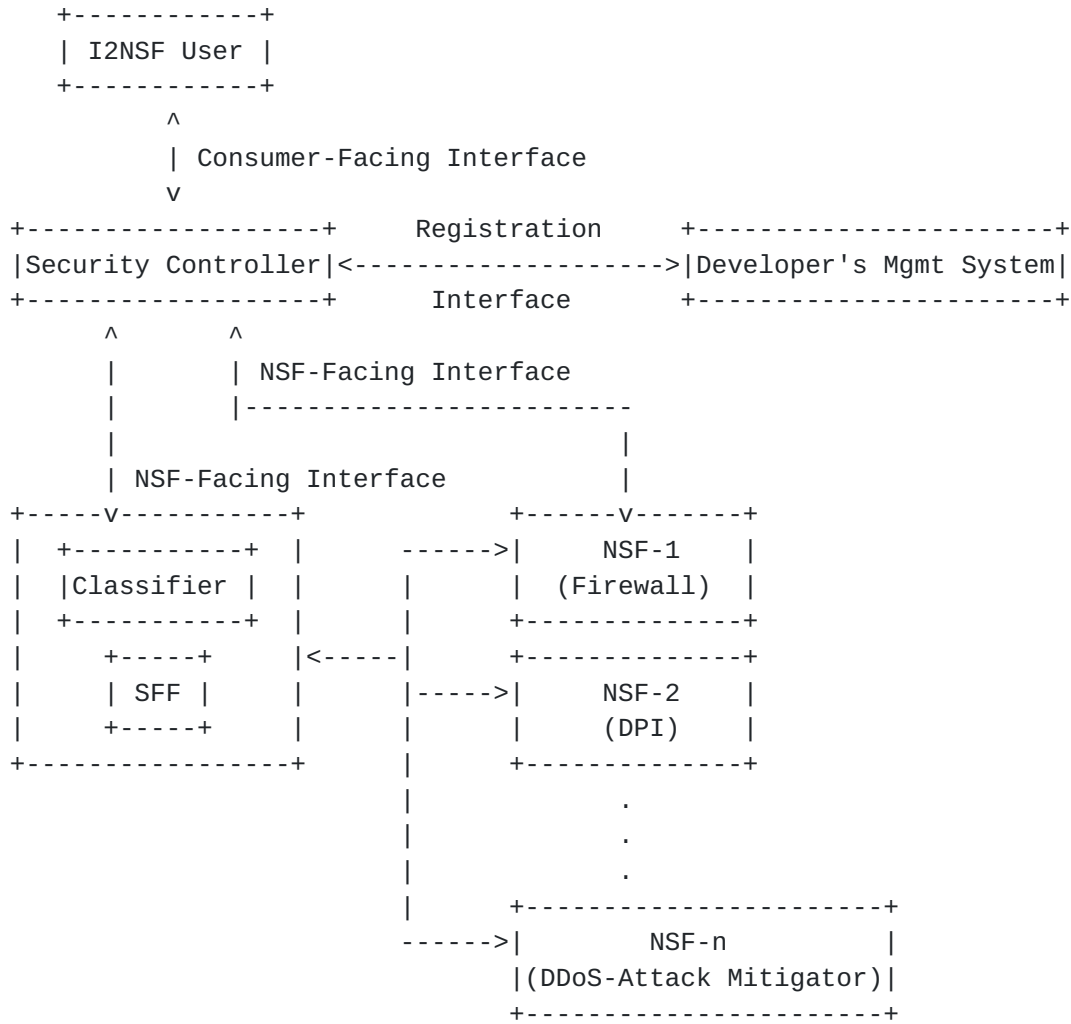 I2NSF User
Consumer-Facing Interface
Registration
Security Controller Developer's Mgmt System
Interface
NSF-Facing Interface
NSF-Facing Interface
NSF-1
Classifier (Firewall)
SFF NSF-2
(DPI)
.
.
.
NSF-n
(DDoS-Attack Mitigator)